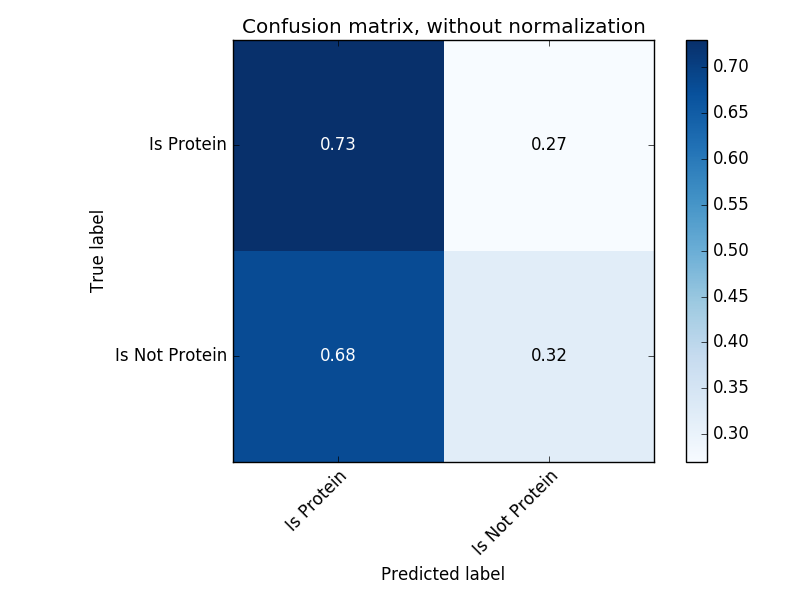 Confusion matrix, without normalization
True label
Is Protein
Is Not Protein
0.73
0.27
0.68
0.32
Is Protein
Is Not Protein
Predicted label
0.70
0.65
0.60
0.55
0.50
0.45
0.40
0.35
0.30